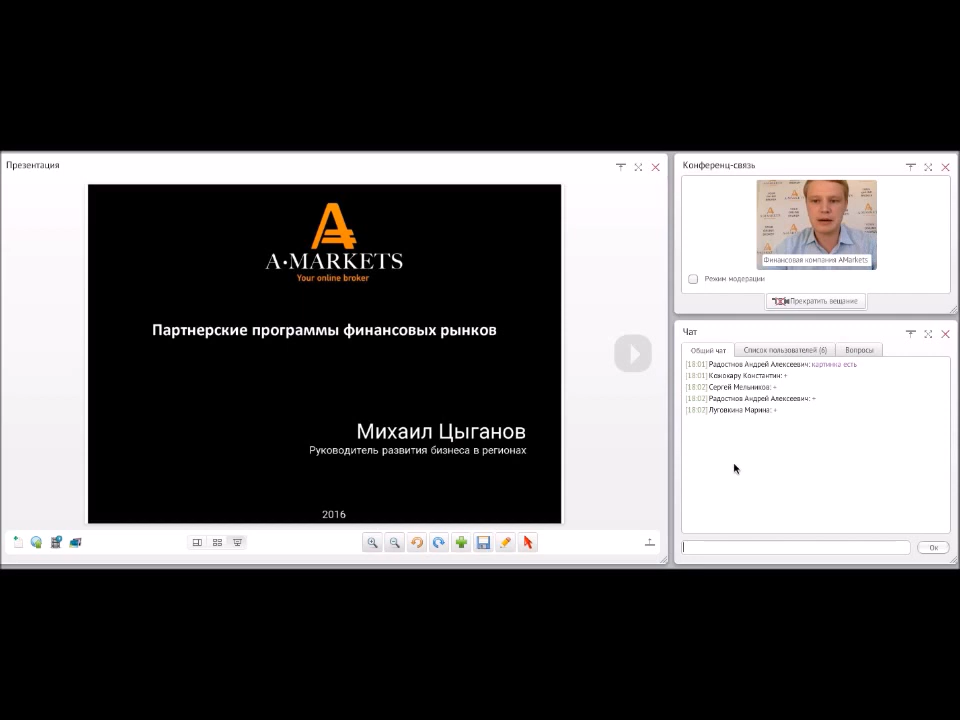 Презентация
A·MARKETS
Your online broker
Партнерские программы финансовых рынков
Михаил Цыганов
Руководитель развития бизнеса в регионах
2016
Конференц-связь
Финансовая компания AMarkets
Режим модерации
Прекратить вещание
Чат
Общий чат
Список пользователей (6)
Вопросы
[18:01] Радостнов Андрей Алексеевич: картинка есть
[18:01] Кожокару Константин: +
[18:02] Сергей Мельников: +
[18:02] Радостнов Андрей Алексеевич: +
[18:02] Луговкина Марина: +
Ок